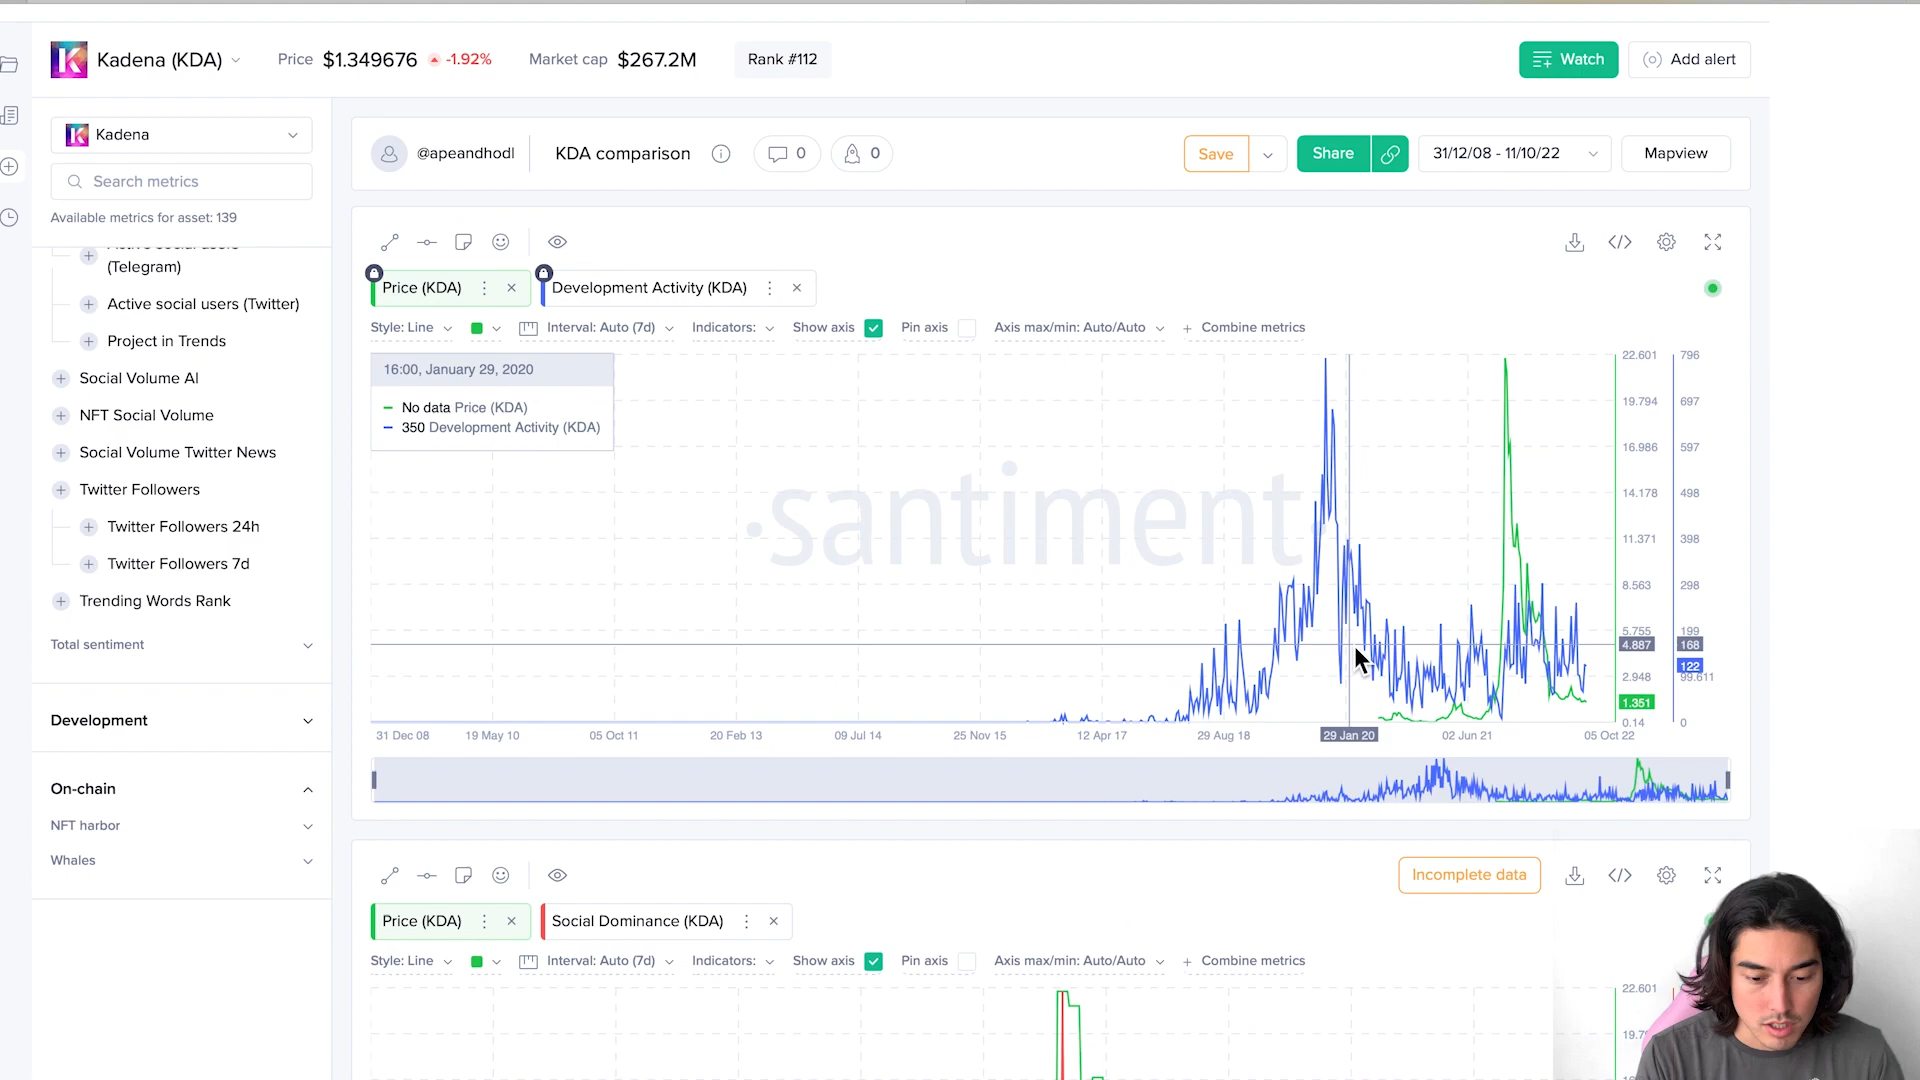 Kadena (KDA) Price $1.349676 -1.92% Market cap $267.2M Rank #112 Watch Add alert
Kadena
Search metrics
Available metrics for asset: 139
(Telegram)
Active social users (Twitter)
Project in Trends
Social Volume AI
NFT Social Volume
Social Volume Twitter News
Twitter Followers
Twitter Followers 24h
Twitter Followers 7d
Trending Words Rank
Total sentiment
Development
On-chain
NFT harbor
Whales
@apeandhodl KDA comparison 0 0 Save Share 31/12/08 - 11/10/22 Mapview
Price (KDA) Development Activity (KDA)
Style: Line Interval: Auto (7d) Indicators: Show axis Pin axis Axis max/min: Auto/Auto + Combine metrics
16:00, January 29, 2020
No data Price (KDA)
350 Development Activity (KDA)
·santiment·
22.601 796
19.794 697
16.986 597
14.178 498
11.371 398
8.563 298
5.755 199
4.887 168
122
2.948 99.611
1.351
0.14 0
31 Dec 08 19 May 10 05 Oct 11 20 Feb 13 09 Jul 14 25 Nov 15 12 Apr 17 29 Aug 18 29 Jan 20 02 Jun 21 05 Oct 22
Incomplete data
Price (KDA) Social Dominance (KDA)
Style: Line Interval: Auto (7d) Indicators: Show axis Pin axis Axis max/min: Auto/Auto + Combine metrics
22.601